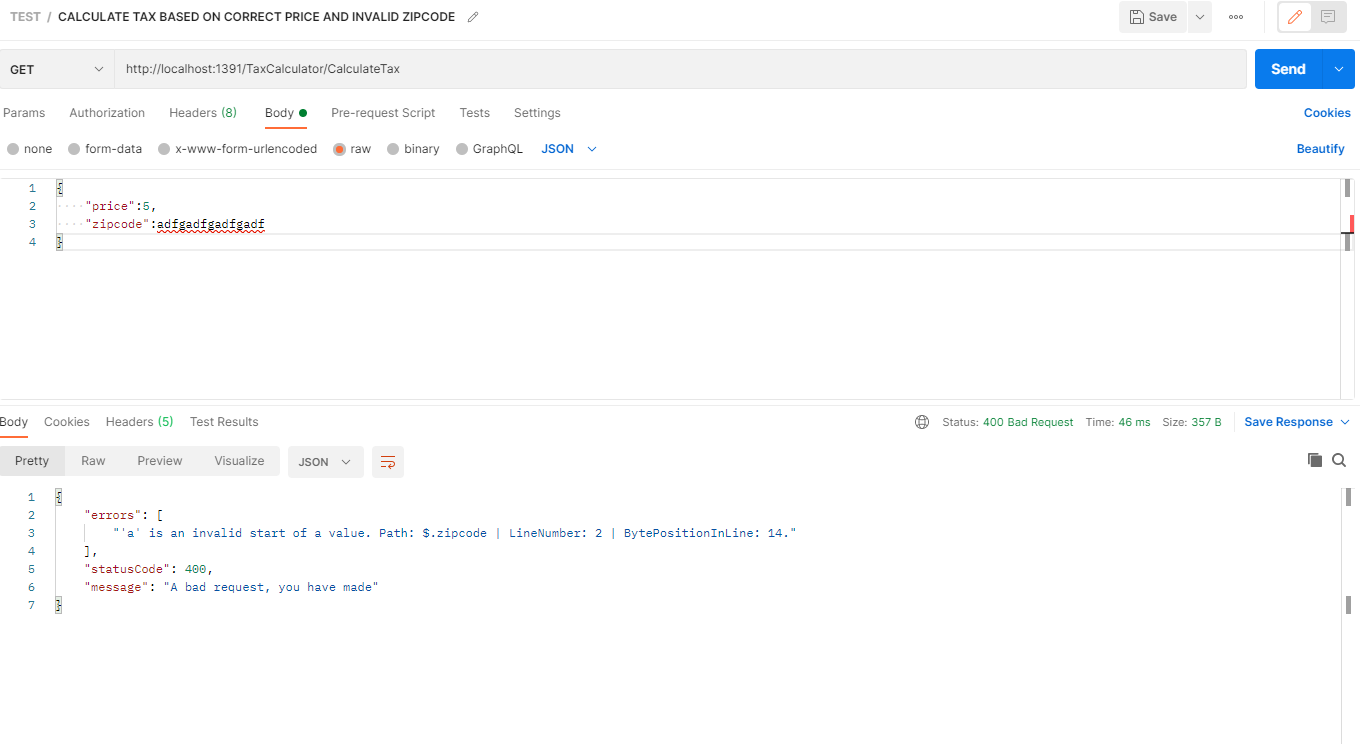 TEST / CALCULATE TAX BASED ON CORRECT PRICE AND INVALID ZIPCODE
Save
GET
http://localhost:1391/TaxCalculator/CalculateTax
Send
Params Authorization Headers (8) Body Pre-request Script Tests Settings
Cookies
none form-data x-www-form-urlencoded raw binary GraphQL JSON
Beautify
1 {
2 ····"price":5,
3 ····"zipcode":adfgadfgadfgadf
4 }
Body Cookies Headers (5) Test Results
Status: 400 Bad Request Time: 46 ms Size: 357 B Save Response
Pretty Raw Preview Visualize JSON
1 {
2 "errors": [
3 "'a' is an invalid start of a value. Path: $.zipcode | LineNumber: 2 | BytePositionInLine: 14."
4 ],
5 "statusCode": 400,
6 "message": "A bad request, you have made"
7 }